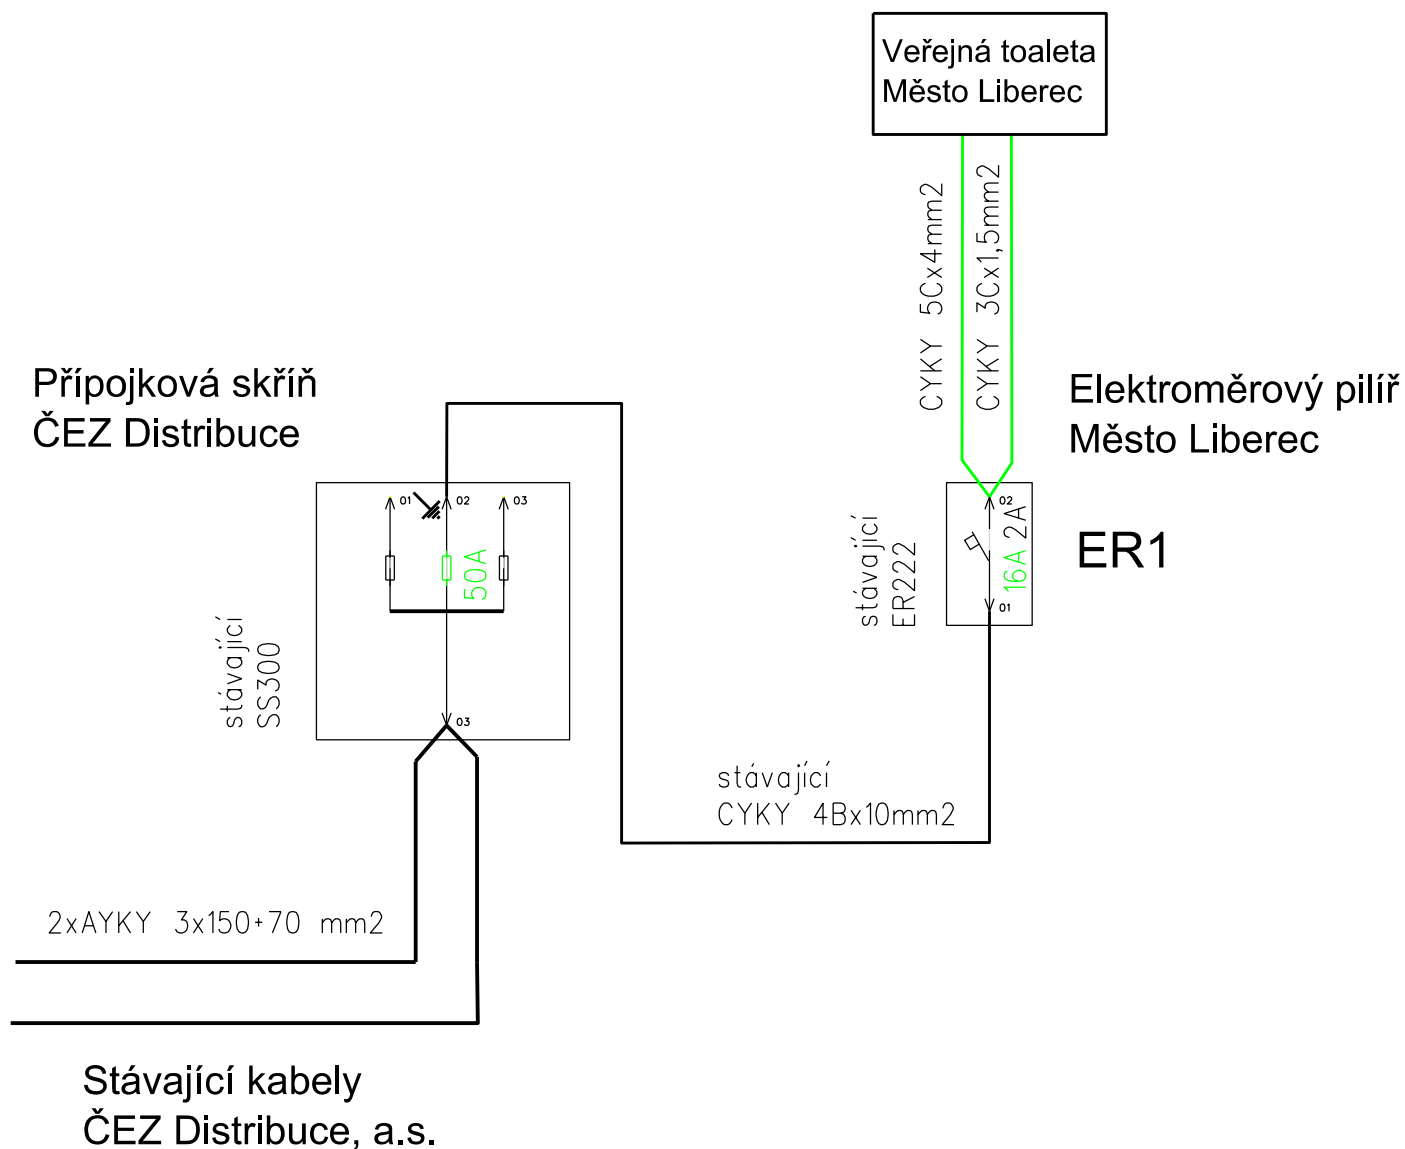 Veřejná toaleta
Město Liberec
CYKY 5Cx4mm2
CYKY 3Cx1,5mm2
Přípojková skříň
ČEZ Distribuce
Elektroměrový pilíř
Město Liberec
01
02
03
50A
03
stávající
SS300
stávající
ER222
02
16A 2A
01
ER1
stávající
CYKY 4Bx10mm2
2xAYKY 3x150+70 mm2
Stávající kabely
ČEZ Distribuce, a.s.